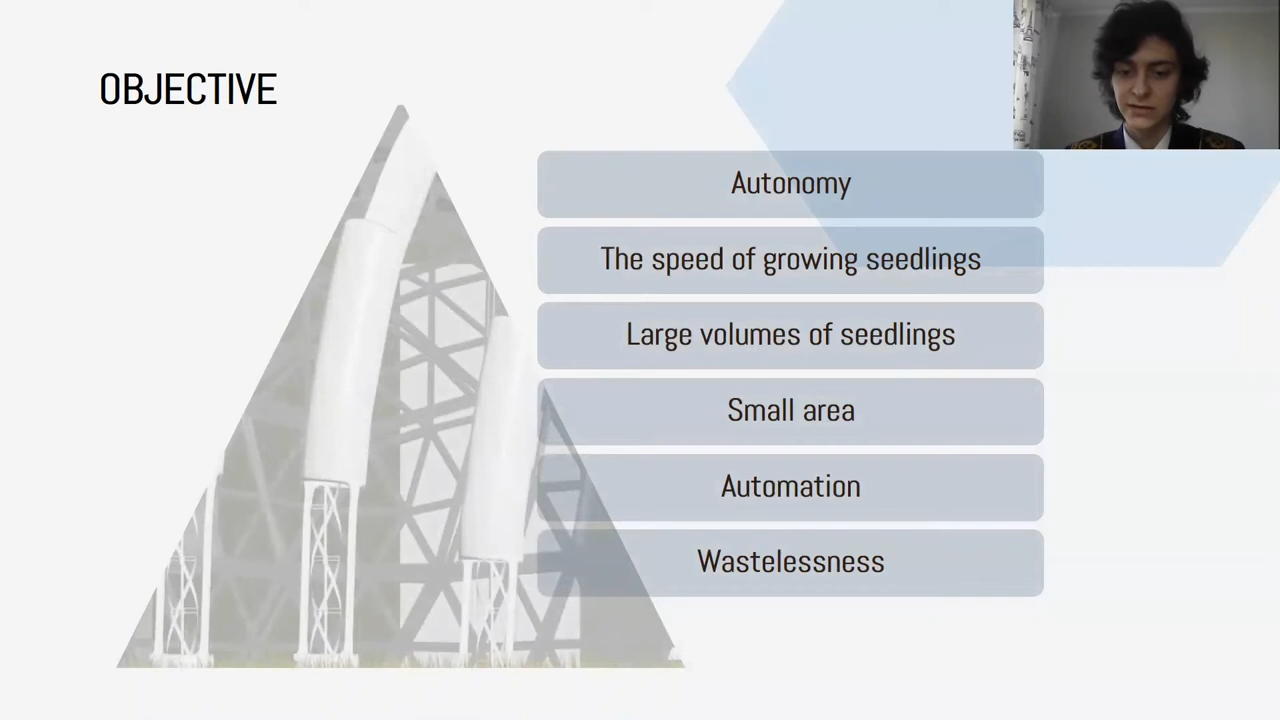 OBJECTIVE
Autonomy
The speed of growing seedlings
Large volumes of seedlings
Small area
Automation
Wastelessness